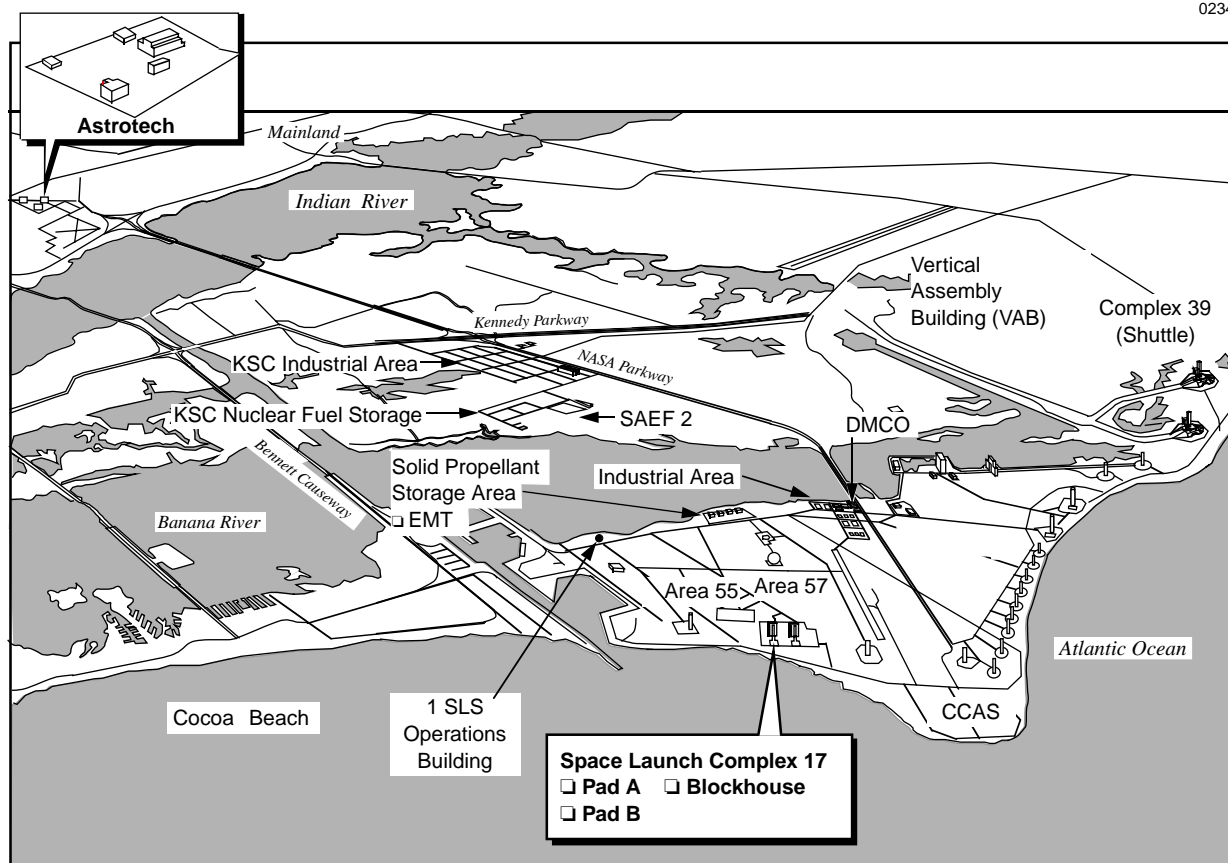 0234
Astrotech
Mainland
Indian River
Vertical
Assembly
Building (VAB)
Complex 39
(Shuttle)
Kennedy Parkway
NASA Parkway
KSC Industrial Area
KSC Nuclear Fuel Storage
SAEF 2
DMCO
Bennett Causeway
Solid Propellant
Storage Area
❏ EMT
Industrial Area
Banana River
Area 55
Area 57
Atlantic Ocean
Cocoa Beach
1 SLS
Operations
Building
CCAS
Space Launch Complex 17
❏ Pad A ❏ Blockhouse
❏ Pad B